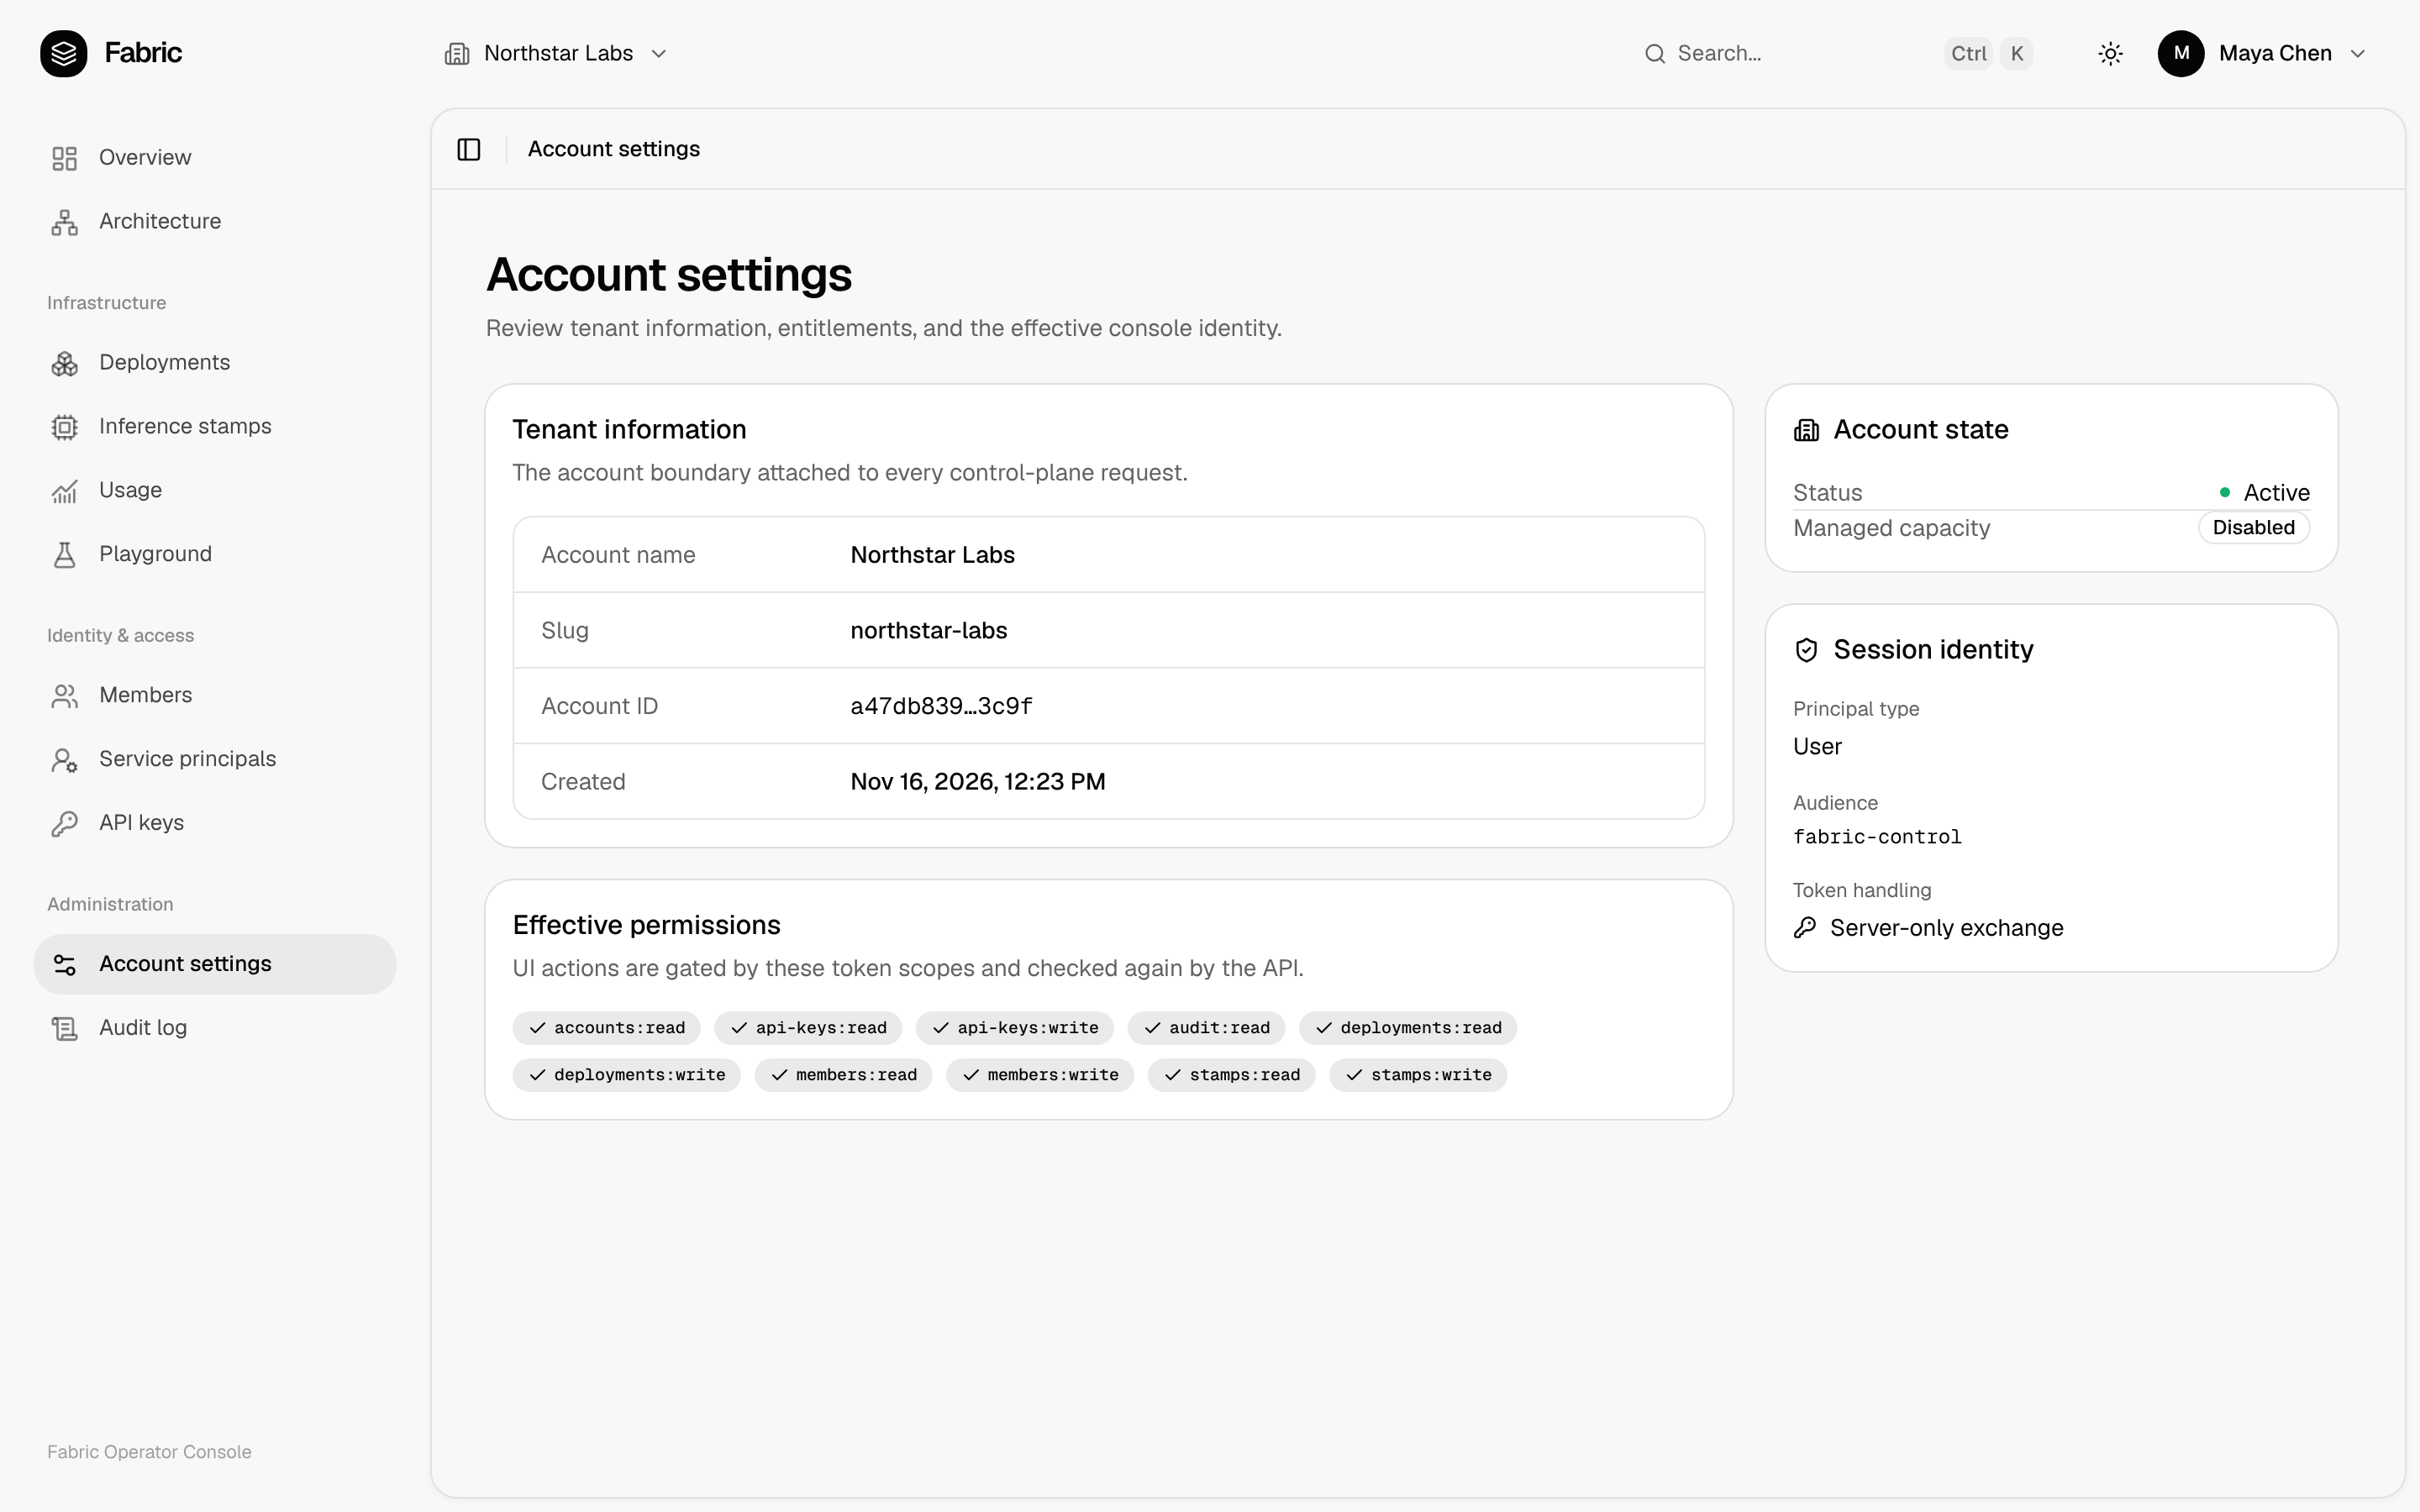 Fabric
Northstar Labs
Search...
Ctrl K
M
Maya Chen
Overview
Architecture
Infrastructure
Deployments
Inference stamps
Usage
Playground
Identity & access
Members
Service principals
API keys
Administration
Account settings
Audit log
Fabric Operator Console
Account settings
Account settings
Review tenant information, entitlements, and the effective console identity.
Tenant information
The account boundary attached to every control-plane request.
Account name Northstar Labs
Slug northstar-labs
Account ID a47db839…3c9f
Created Nov 16, 2026, 12:23 PM
Effective permissions
UI actions are gated by these token scopes and checked again by the API.
accounts:read api-keys:read api-keys:write audit:read deployments:read
deployments:write members:read members:write stamps:read stamps:write
Account state
Status Active
Managed capacity Disabled
Session identity
Principal type
User
Audience
fabric-control
Token handling
Server-only exchange